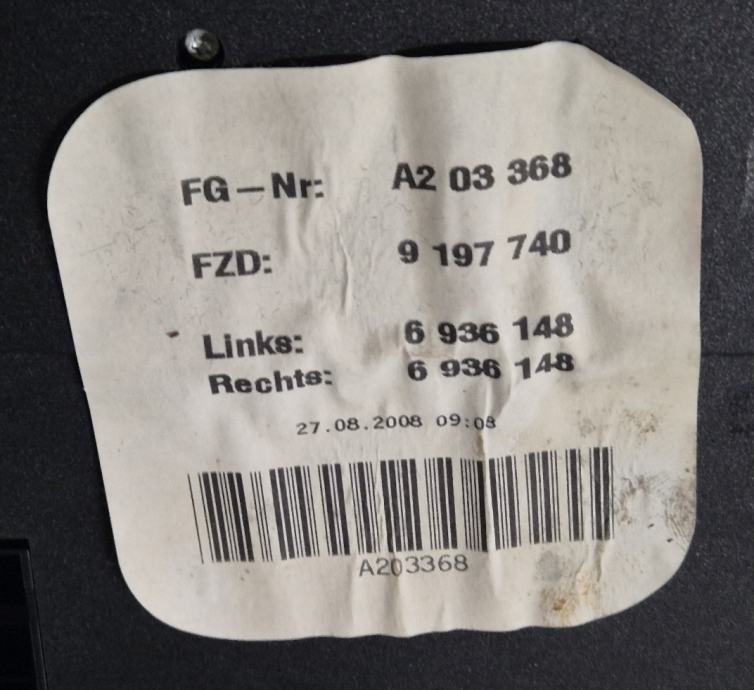 FG–Nr: A2 03 368
FZD: 9 197 740
Links: 6 936 148
Rechts: 6 936 148
27.08.2008 09:08
A203368